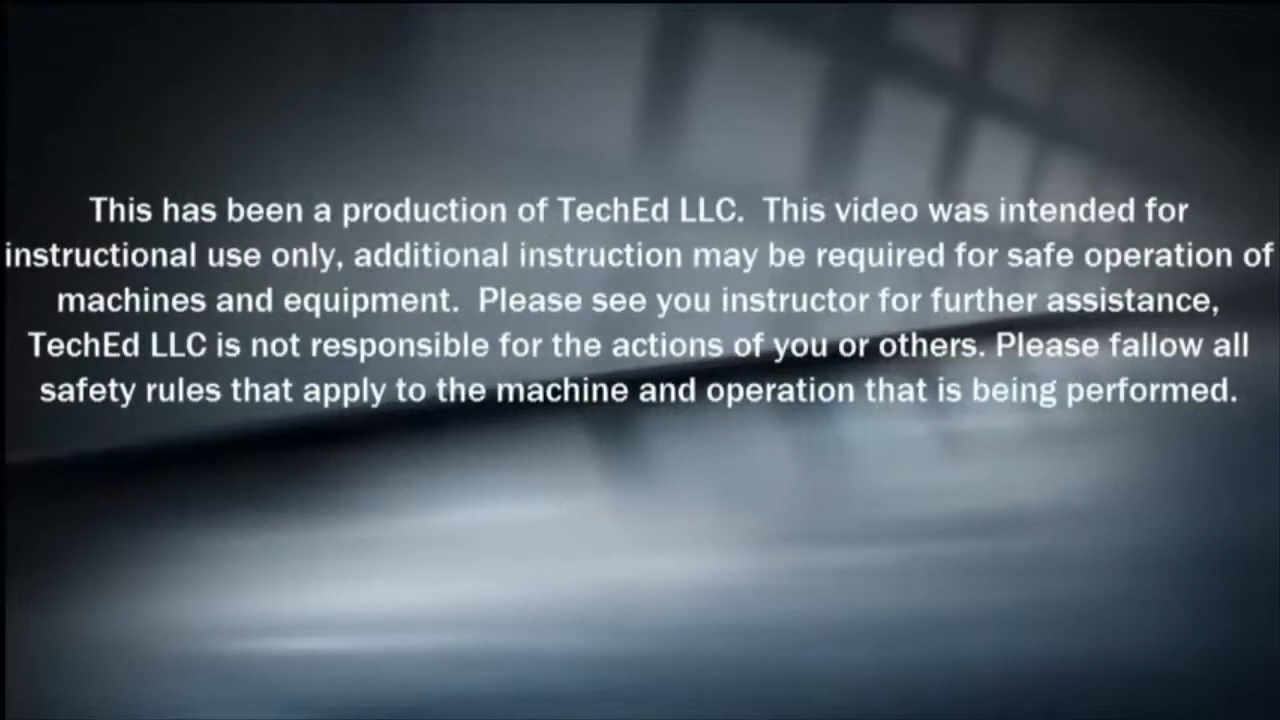 This has been a production of TechEd LLC.  This video was intended for
instructional use only, additional instruction may be required for safe operation of
machines and equipment.  Please see you instructor for further assistance,
TechEd LLC is not responsible for the actions of you or others. Please fallow all
safety rules that apply to the machine and operation that is being performed.